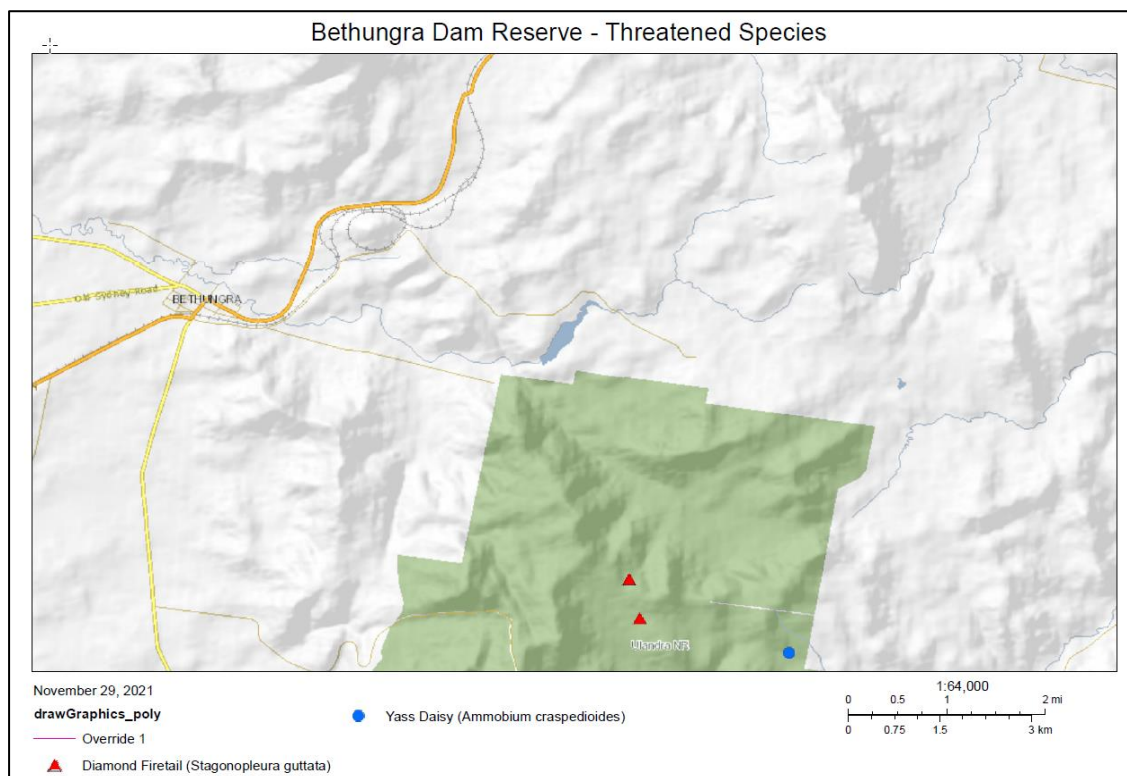 Bethungra Dam Reserve - Threatened Species
Old Sydney Road
BETHUNGRA
Ulandra NR
November 29, 2021
drawGraphics_poly
Override 1
Diamond Firetail (Stagonopleura guttata)
Yass Daisy (Ammobium craspedioides)
1:64,000
0 0.5 1 2 mi
0 0.75 1.5 3 km